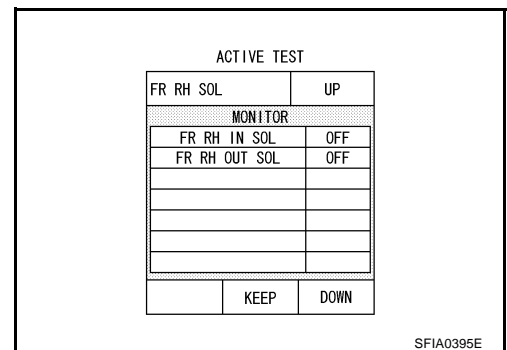 ACTIVE TEST
FR RH SOL UP
MONITOR
FR RH IN SOL OFF
FR RH OUT SOL OFF
KEEP DOWN
SFIA0395E